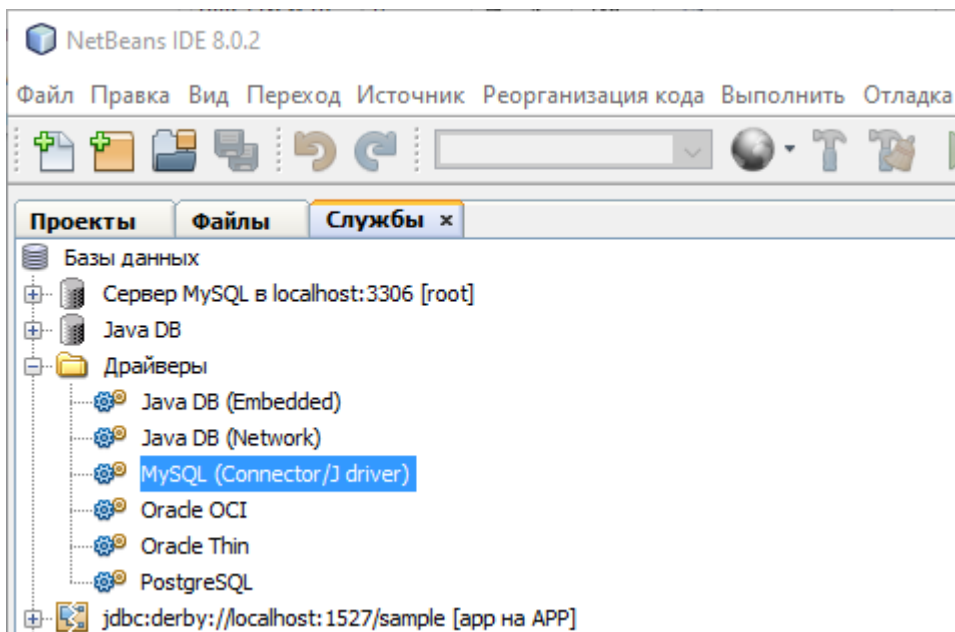 NetBeans IDE 8.0.2
Файл Правка Вид Переход Источник Реорганизация кода Выполнить Отладка
Проекты Файлы Службы ×
Базы данных
Сервер MySQL в localhost:3306 [root]
Java DB
Драйверы
Java DB (Embedded)
Java DB (Network)
MySQL (Connector/J driver)
Oracle OCI
Oracle Thin
PostgreSQL
jdbc:derby://localhost:1527/sample [app на APP]